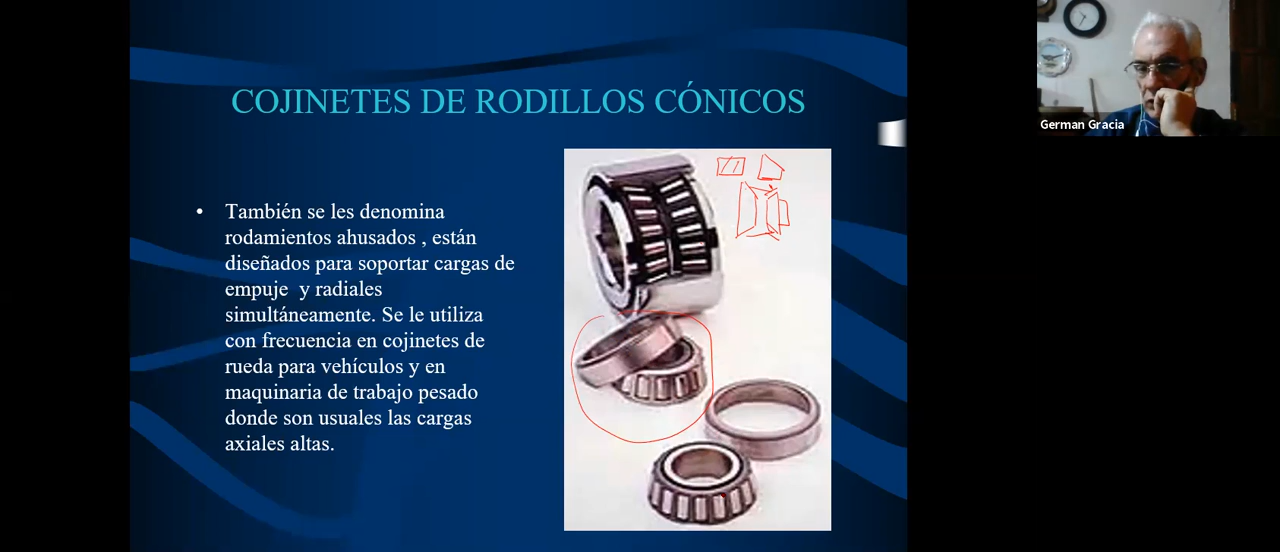 COJINETES DE RODILLOS CÓNICOS
• También se les denomina
rodamientos ahusados , están
diseñados para soportar cargas de
empuje y radiales
simultáneamente. Se le utiliza
con frecuencia en cojinetes de
rueda para vehículos y en
maquinaria de trabajo pesado
donde son usuales las cargas
axiales altas.
German Gracia